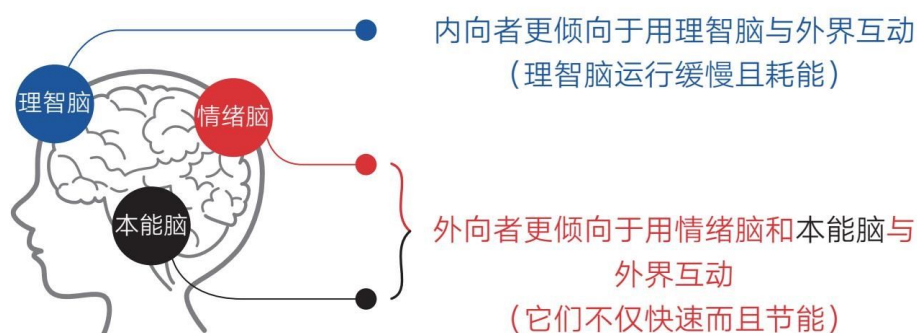 内向者更倾向于用理智脑与外界互动
（理智脑运行缓慢且耗能）
理智脑
情绪脑
本能脑
外向者更倾向于用情绪脑和本能脑与
外界互动
（它们不仅快速而且节能）